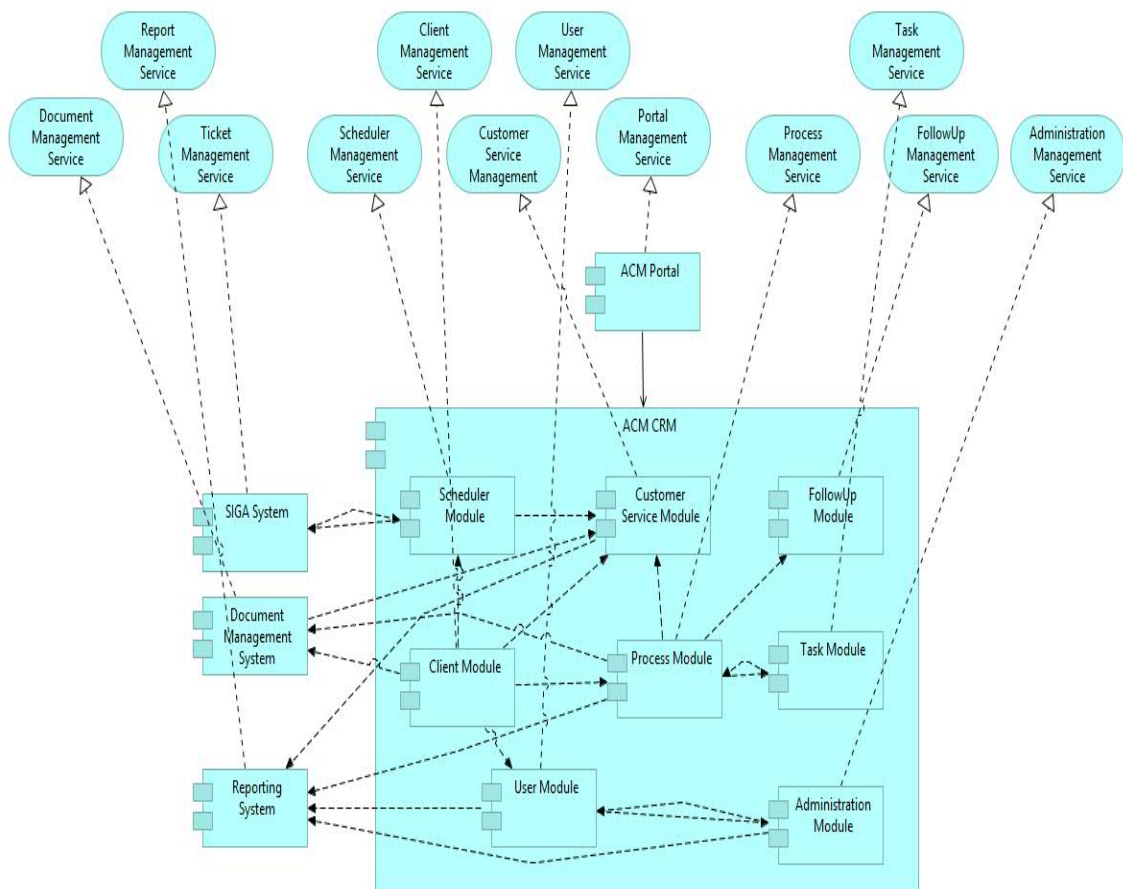 Report
Management
Service
Client
Management
Service
User
Management
Service
Task
Management
Service
Document
Management
Service
Ticket
Management
Service
Scheduler
Management
Service
Customer
Service
Management
Portal
Management
Service
Process
Management
Service
FollowUp
Management
Service
Administration
Management
Service
ACM Portal
ACM CRM
SIGA System
Scheduler
Module
Customer
Service Module
FollowUp
Module
Document
Management
System
Client Module
Process Module
Task Module
Reporting
System
User Module
Administration
Module